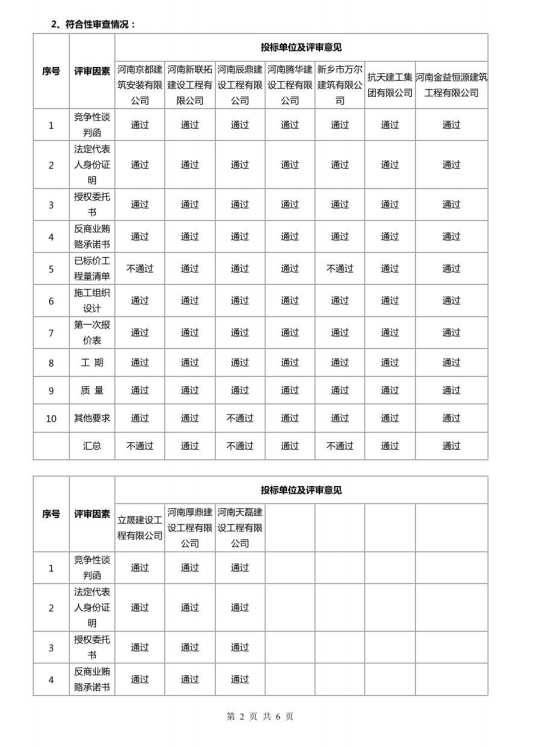 2、符合性审查情况：
序号 评审因素 投标单位及评审意见
河南京都建筑安装有限公司 河南新联拓建设工程有限公司 河南辰鼎建设工程有限公司 河南腾华建设工程有限公司 新乡市万尔建筑有限公司 抗天建工集团有限公司 河南金益恒源建筑工程有限公司
1 竞争性谈判函 通过 通过 通过 通过 通过 通过 通过
2 法定代表人身份证明 通过 通过 通过 通过 通过 通过 通过
3 授权委托书 通过 通过 通过 通过 通过 通过 通过
4 反商业贿赂承诺书 通过 通过 通过 通过 通过 通过 通过
5 已标价工程量清单 不通过 通过 通过 通过 不通过 通过 通过
6 施工组织设计 通过 通过 通过 通过 通过 通过 通过
7 第一次报价表 通过 通过 通过 通过 通过 通过 通过
8 工 期 通过 通过 通过 通过 通过 通过 通过
9 质 量 通过 通过 通过 通过 通过 通过 通过
10 其他要求 通过 通过 不通过 通过 通过 通过 通过
汇总 不通过 通过 不通过 通过 不通过 通过 通过
序号 评审因素 投标单位及评审意见
立晟建设工程有限公司 河南厚鼎建设工程有限公司 河南天磊建设工程有限公司
1 竞争性谈判函 通过 通过 通过
2 法定代表人身份证明 通过 通过 通过
3 授权委托书 通过 通过 通过
4 反商业贿赂承诺书 通过 通过 通过
第 2 页 共 6 页